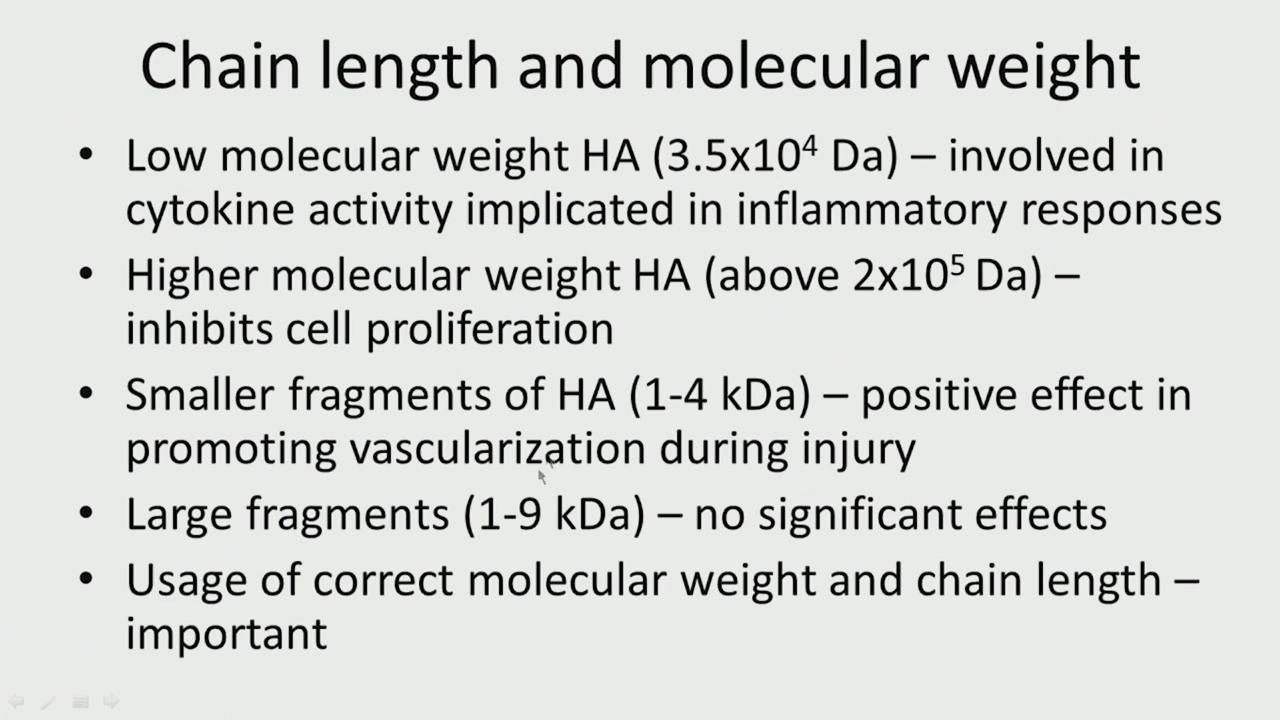 Chain length and molecular weight
• Low molecular weight HA (3.5x10⁴ Da) – involved in
cytokine activity implicated in inflammatory responses
• Higher molecular weight HA (above 2x10⁵ Da) –
inhibits cell proliferation
• Smaller fragments of HA (1-4 kDa) – positive effect in
promoting vascularization during injury
• Large fragments (1-9 kDa) – no significant effects
• Usage of correct molecular weight and chain length –
important